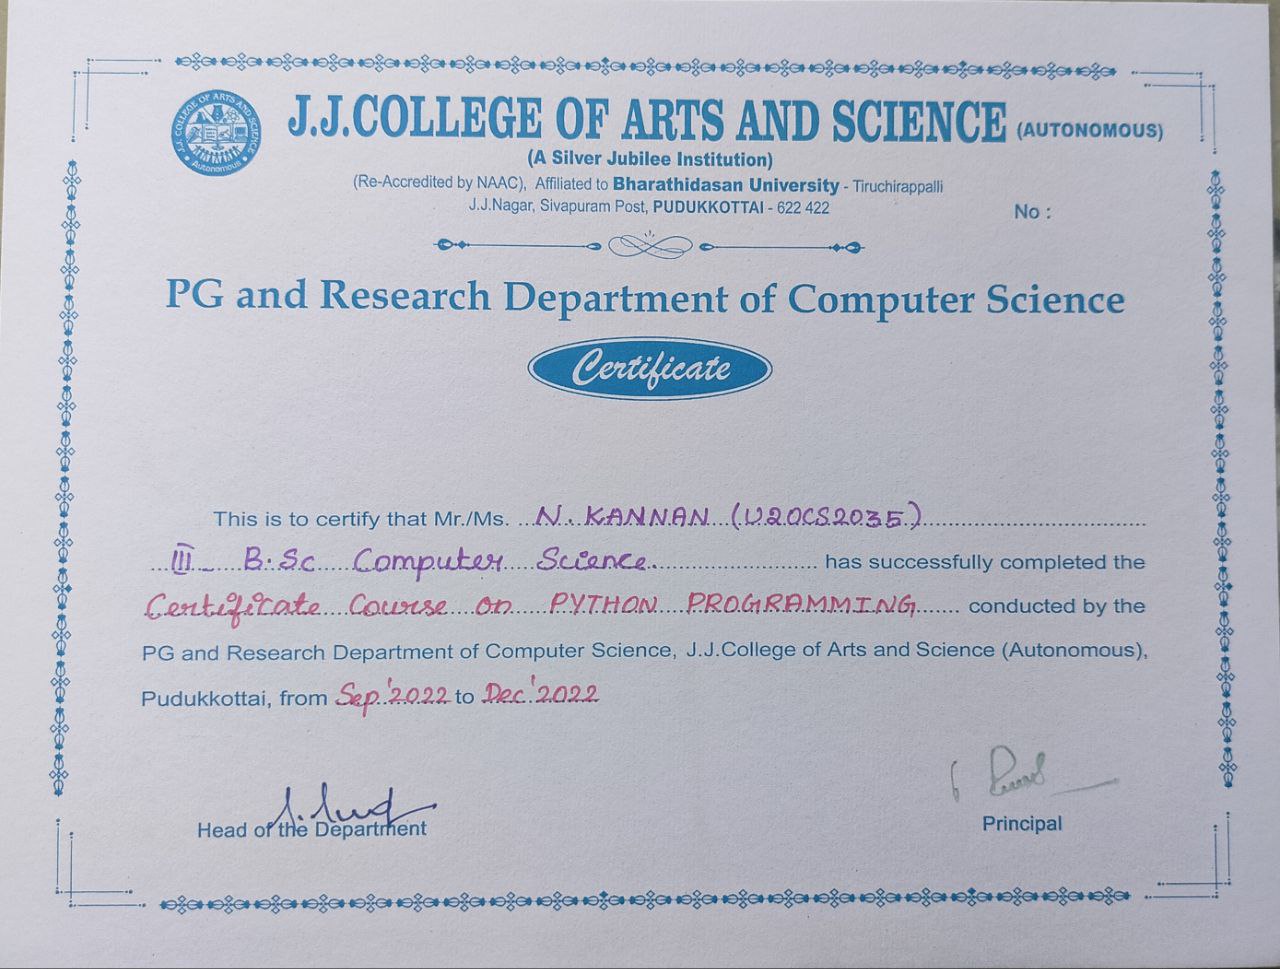 J.J. COLLEGE OF ARTS AND SCIENCE
Autonomous
J.J.COLLEGE OF ARTS AND SCIENCE (AUTONOMOUS)
(A Silver Jubilee Institution)
(Re-Accredited by NAAC), Affiliated to Bharathidasan University - Tiruchirappalli
J.J.Nagar, Sivapuram Post, PUDUKKOTTAI - 622 422
No :
PG and Research Department of Computer Science
Certificate
This is to certify that Mr./Ms. N. KANNAN (U20CS2035)
III - B.Sc Computer Science. has successfully completed the
Certificate Course on PYTHON PROGRAMMING conducted by the
PG and Research Department of Computer Science, J.J.College of Arts and Science (Autonomous),
Pudukkottai, from Sep'2022 to Dec'2022
Head of the Department
Principal